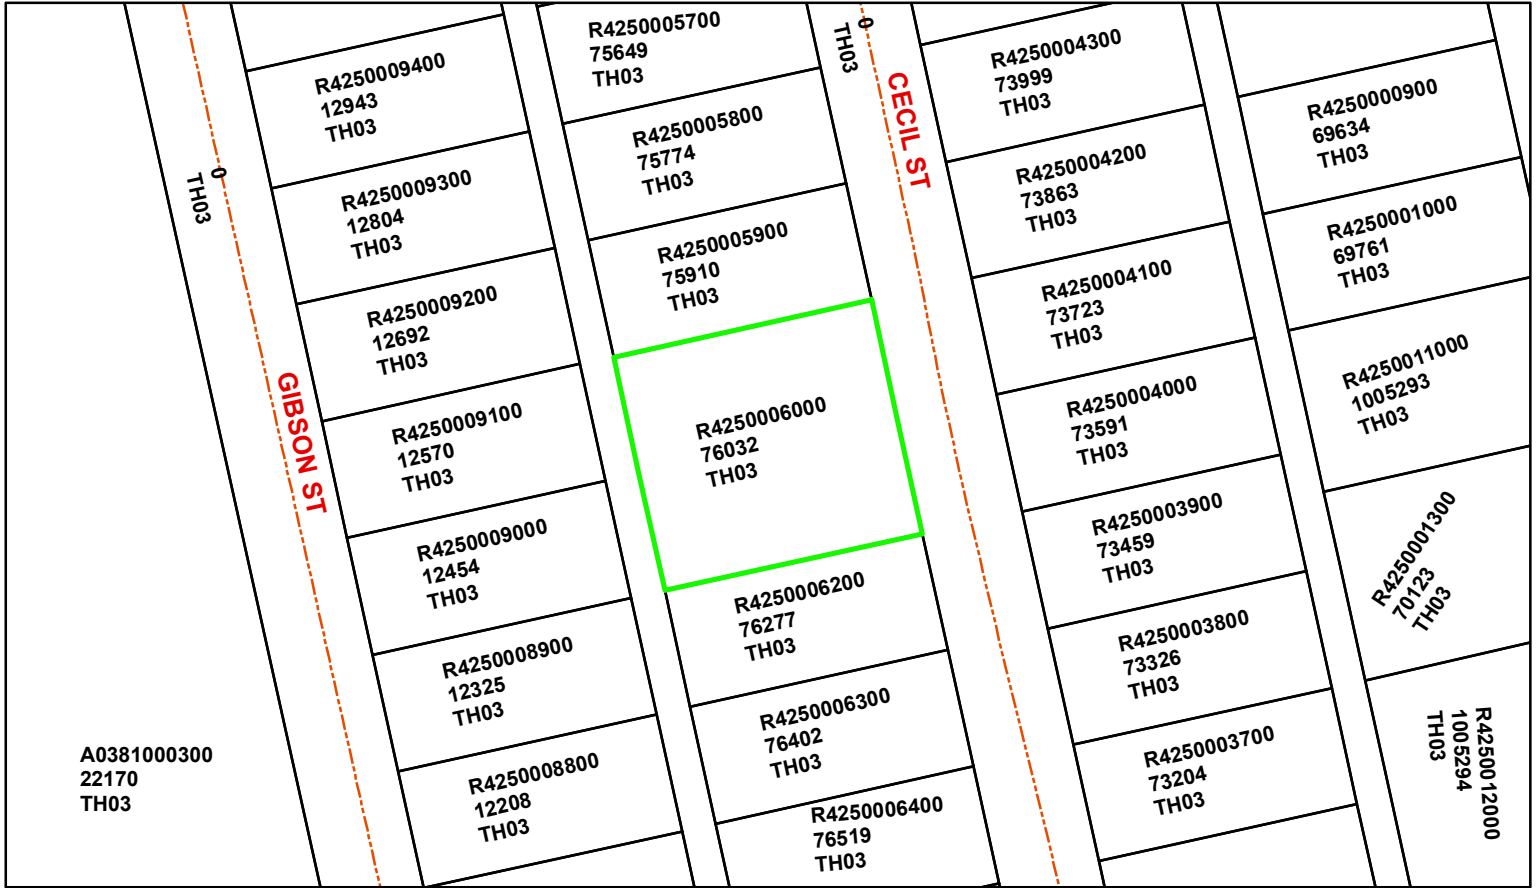 R4250009400
12943
TH03
R4250009300
12804
TH03
R4250009200
12692
TH03
R4250009100
12570
TH03
R4250009000
12454
TH03
R4250008900
12325
TH03
R4250008800
12208
TH03
0
TH03
GIBSON ST
A0381000300
22170
TH03
R4250005700
75649
TH03
R4250005800
75774
TH03
R4250005900
75910
TH03
R4250006000
76032
TH03
R4250006200
76277
TH03
R4250006300
76402
TH03
R4250006400
76519
TH03
0
TH03
CECIL ST
R4250004300
73999
TH03
R4250004200
73863
TH03
R4250004100
73723
TH03
R4250004000
73591
TH03
R4250003900
73459
TH03
R4250003800
73326
TH03
R4250003700
73204
TH03
R4250000900
69634
TH03
R4250001000
69761
TH03
R4250011000
1005293
TH03
R4250001300
70123
TH03
R4250012000
1005294
TH03